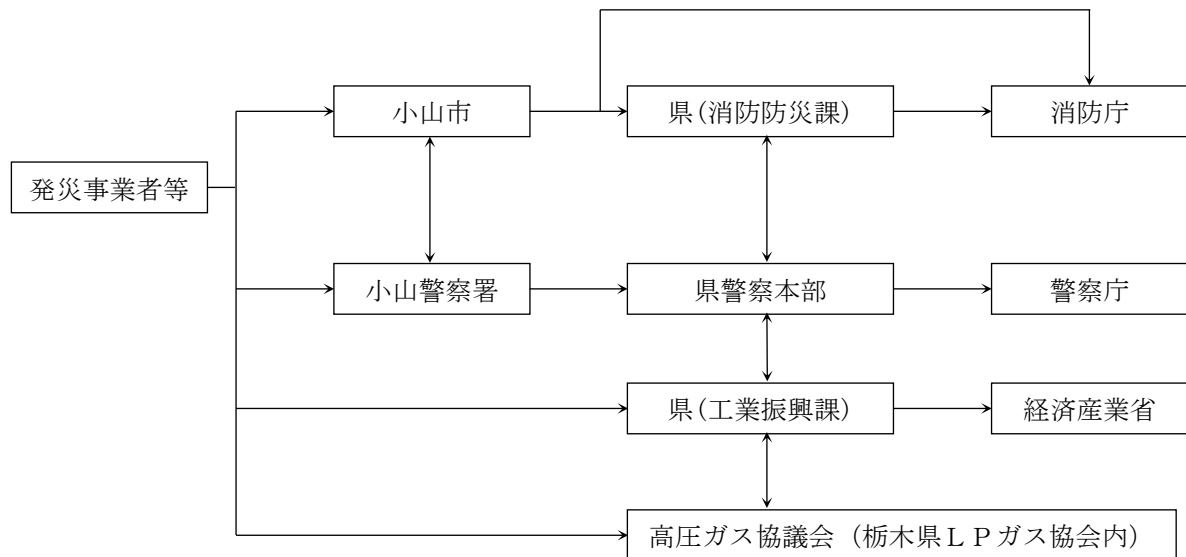 小山市
県(消防防災課)
消防庁
発災事業者等
小山警察署
県警察本部
警察庁
県(工業振興課)
経済産業省
高圧ガス協議会（栃木県ＬＰガス協会内）